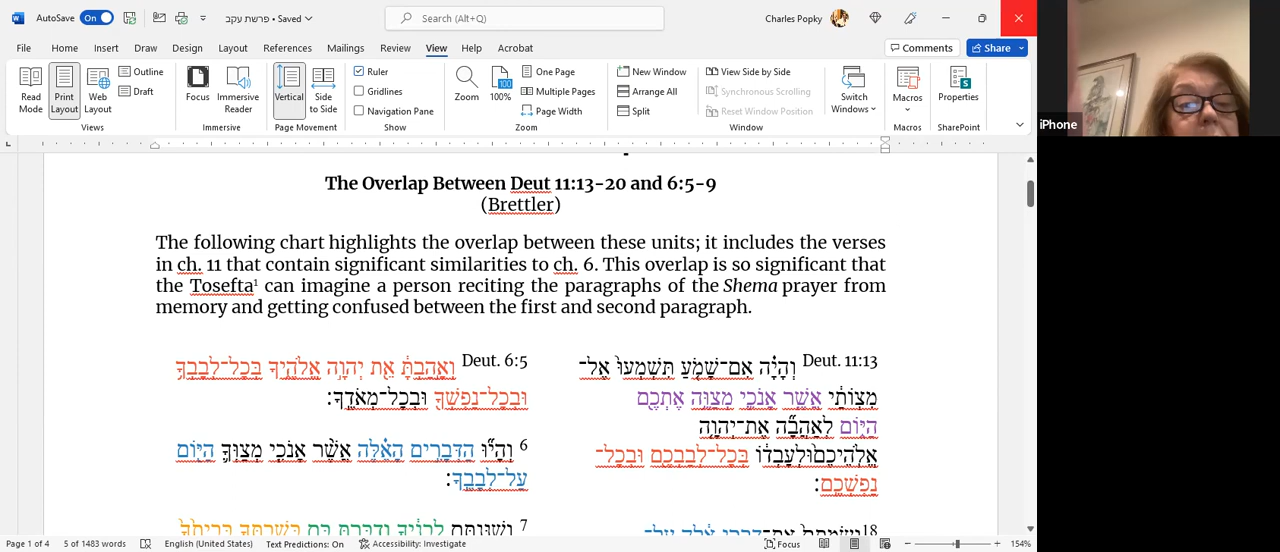 AutoSave On פרשת עקב • Saved Search (Alt+Q) Charles Popky
File Home Insert Draw Design Layout References Mailings Review View Help Acrobat Comments Share
Read Mode
Print Layout
Web Layout
Outline
Draft
Views
Focus
Immersive Reader
Immersive
Vertical
Side to Side
Page Movement
Ruler
Gridlines
Navigation Pane
Show
Zoom
100
100%
One Page
Multiple Pages
Page Width
Zoom
New Window
Arrange All
Split
View Side by Side
Synchronous Scrolling
Reset Window Position
Switch Windows
Window
Macros
Macros
Properties
SharePoint
iPhone
The Overlap Between Deut 11:13-20 and 6:5-9
(Brettler)
The following chart highlights the overlap between these units; it includes the verses
in ch. 11 that contain significant similarities to ch. 6. This overlap is so significant that
the Tosefta¹ can imagine a person reciting the paragraphs of the Shema prayer from
memory and getting confused between the first and second paragraph.
Deut. 11:13 וְהָיָ֗ה אִם־שָׁמֹ֤עַ תִּשְׁמְעוּ֙ אֶל־
מִצְוֺתַ֔י אֲשֶׁ֧ר אָנֹכִ֛י מְצַוֶּ֥ה אֶתְכֶ֖ם
הַיּ֑וֹם לְאַהֲבָ֞ה אֶת־יְהוָ֤ה
אֱלֹֽהֵיכֶם֙וּלְעָבְד֔וֹ בְּכָל־לְבַבְכֶ֖ם וּבְכָל־
נַפְשְׁכֶֽם׃
18
Deut. 6:5 וְאָ֣הַבְתָּ֔ אֵ֖ת יְהוָ֣ה אֱלֹהֶ֑יךָ בְּכָל־לְבָבְךָ֥
וּבְכָל־נַפְשְׁךָ֖ וּבְכָל־מְאֹדֶֽךָ׃
6 וְהָי֞וּ הַדְּבָרִ֣ים הָאֵ֗לֶּה אֲשֶׁ֨ר אָנֹכִ֧י מְצַוְּךָ֛ הַיּ֖וֹם
עַל־לְבָבֶֽךָ׃
7 וְשִׁנַּנְתָּ֣ם לְבָנֶ֔יךָ וְדִבַּרְתָּ֖ בָּ֑ם בְּשִׁבְתְּךָ֤ בְּבֵיתֶ֙ךָ֙
Page 1 of 4 5 of 1483 words English (United States) Text Predictions: On Accessibility: Investigate Focus 154%